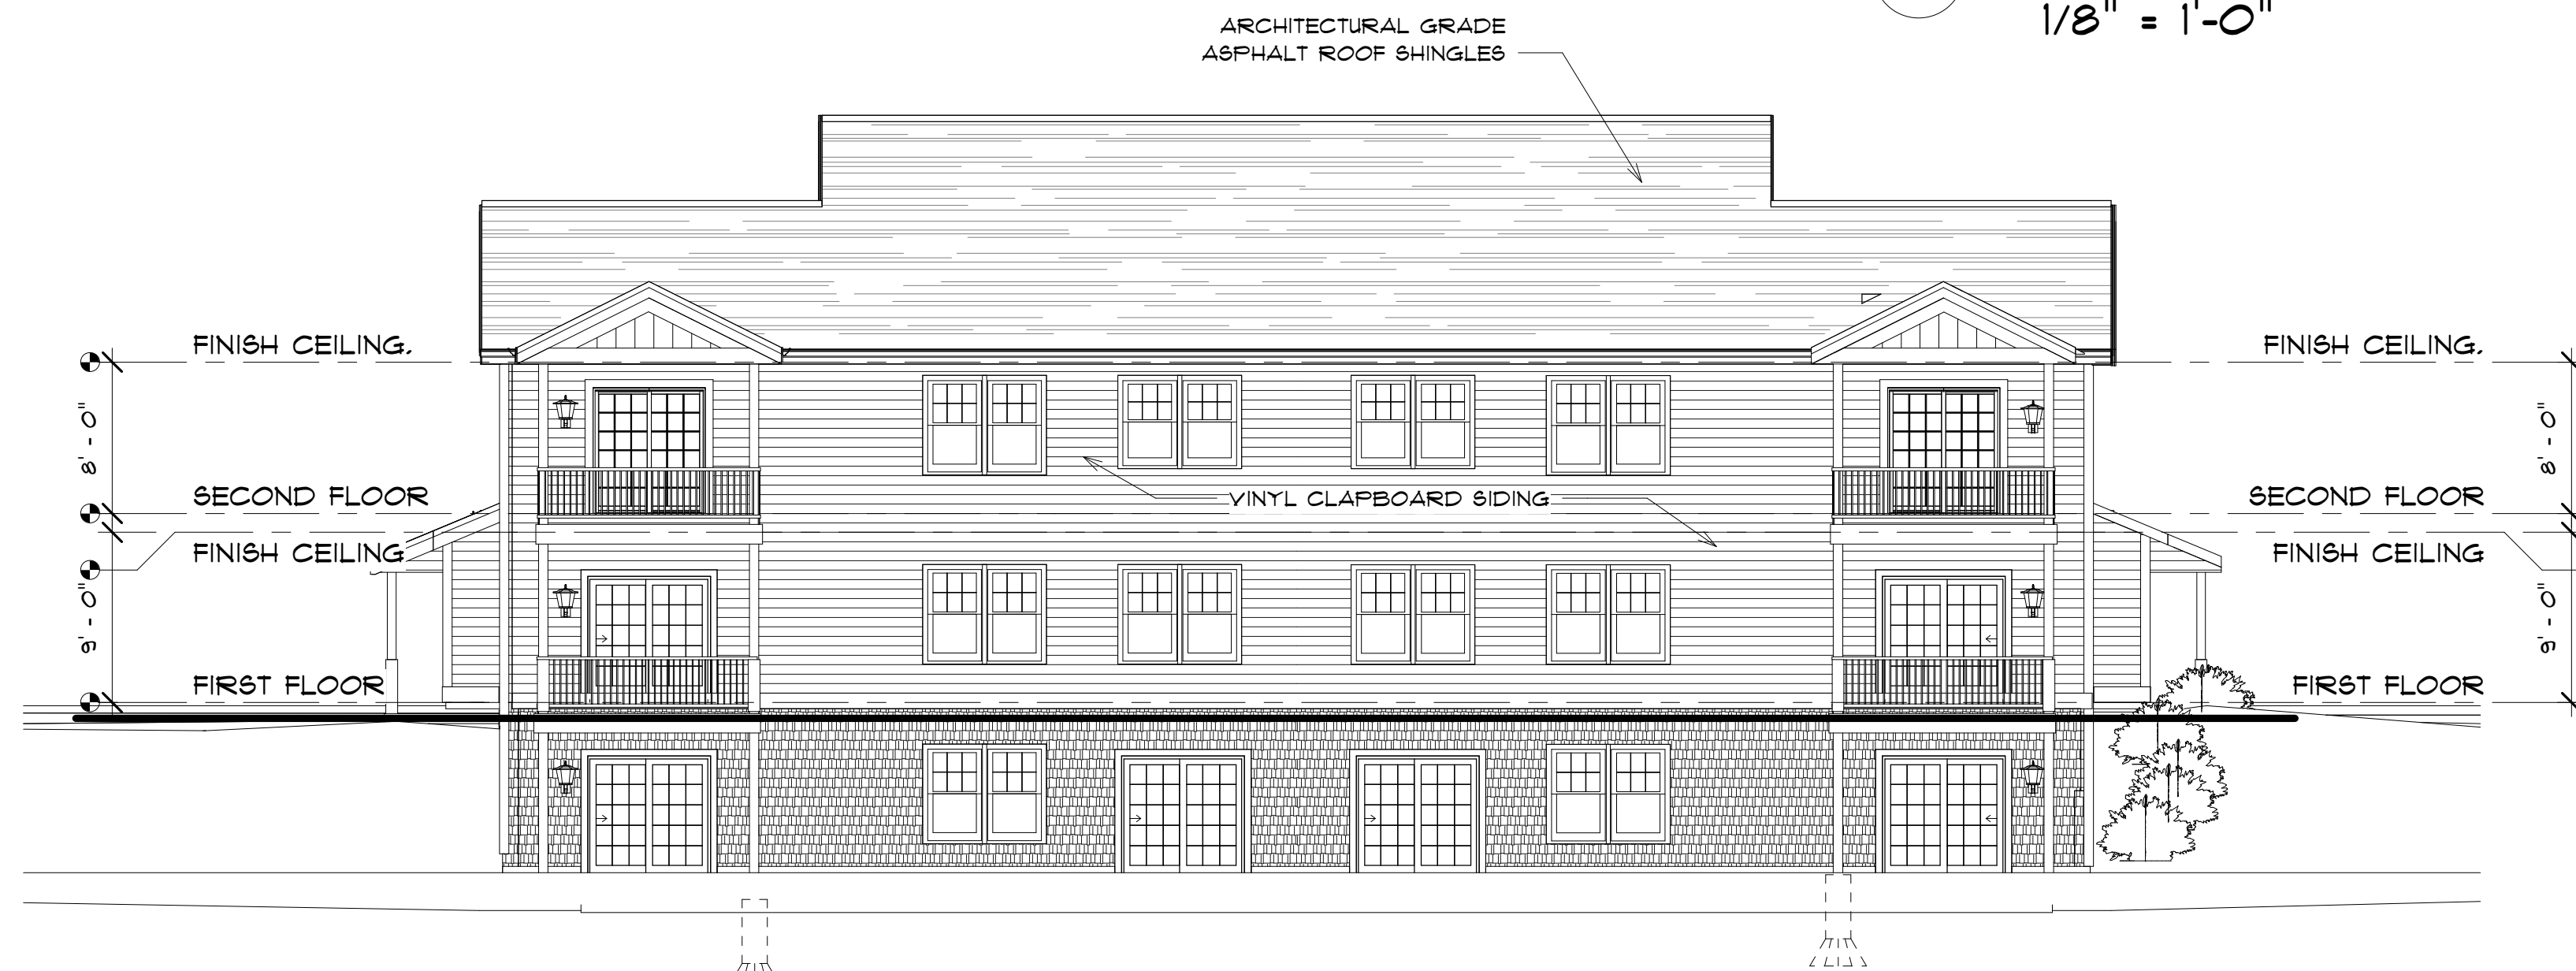 1/8" = 1'-0"
ARCHITECTURAL GRADE
ASPHALT ROOF SHINGLES
FINISH CEILING.
FINISH CEILING.
8'-0"
8'-0"
SECOND FLOOR
VINYL CLAPBOARD SIDING
SECOND FLOOR
FINISH CEILING
FINISH CEILING
9'-0"
9'-0"
FIRST FLOOR
FIRST FLOOR